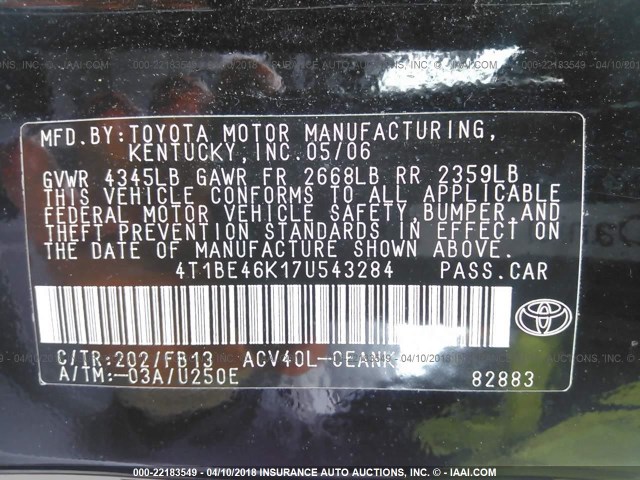 MFD.BY:TOYOTA MOTOR MANUFACTURING,
KENTUCKY,INC.05/06
GVWR 4345LB GAWR FR 2668LB RR 2359LB
THIS VEHICLE CONFORMS TO ALL APPLICABLE
FEDERAL MOTOR VEHICLE SAFETY,BUMPER,AND
THEFT PREVENTION STANDARDS IN EFFECT ON
THE DATE OF MANUFACTURE SHOWN ABOVE.
4T1BE46K17U543284 PASS.CAR
C/TR:202/FB13 ACV40L-CEANK
A/TM:-03A/U250E
82883
000-22183549 - 04/10/2018 INSURANCE AUTO AUCTIONS, INC. © - IAAI.COM